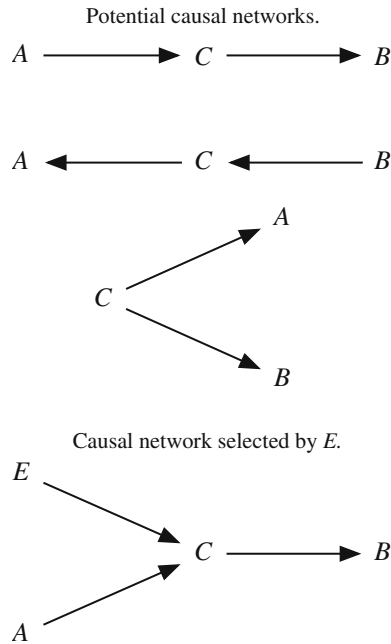 Potential causal networks.
A C B
A C B
A
C
B
Causal network selected by E.
E
C B
A